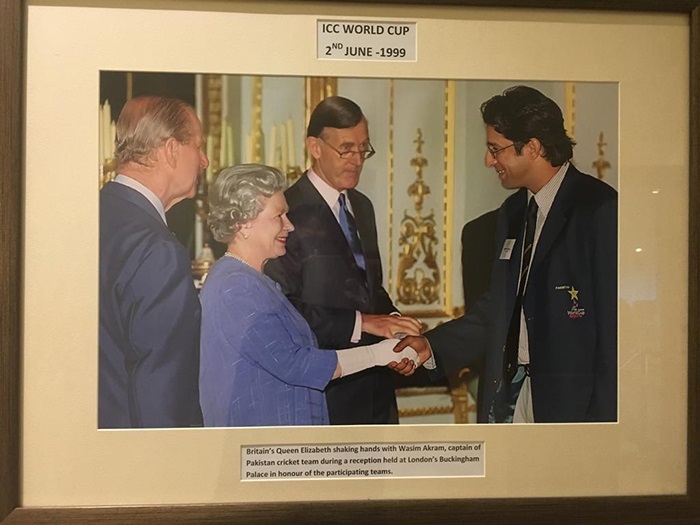 ICC WORLD CUP
2ND JUNE -1999
Britain's Queen Elizabeth shaking hands with Wasim Akram, captain of
Pakistan cricket team during a reception held at London's Buckingham
Palace in honour of the participating teams.